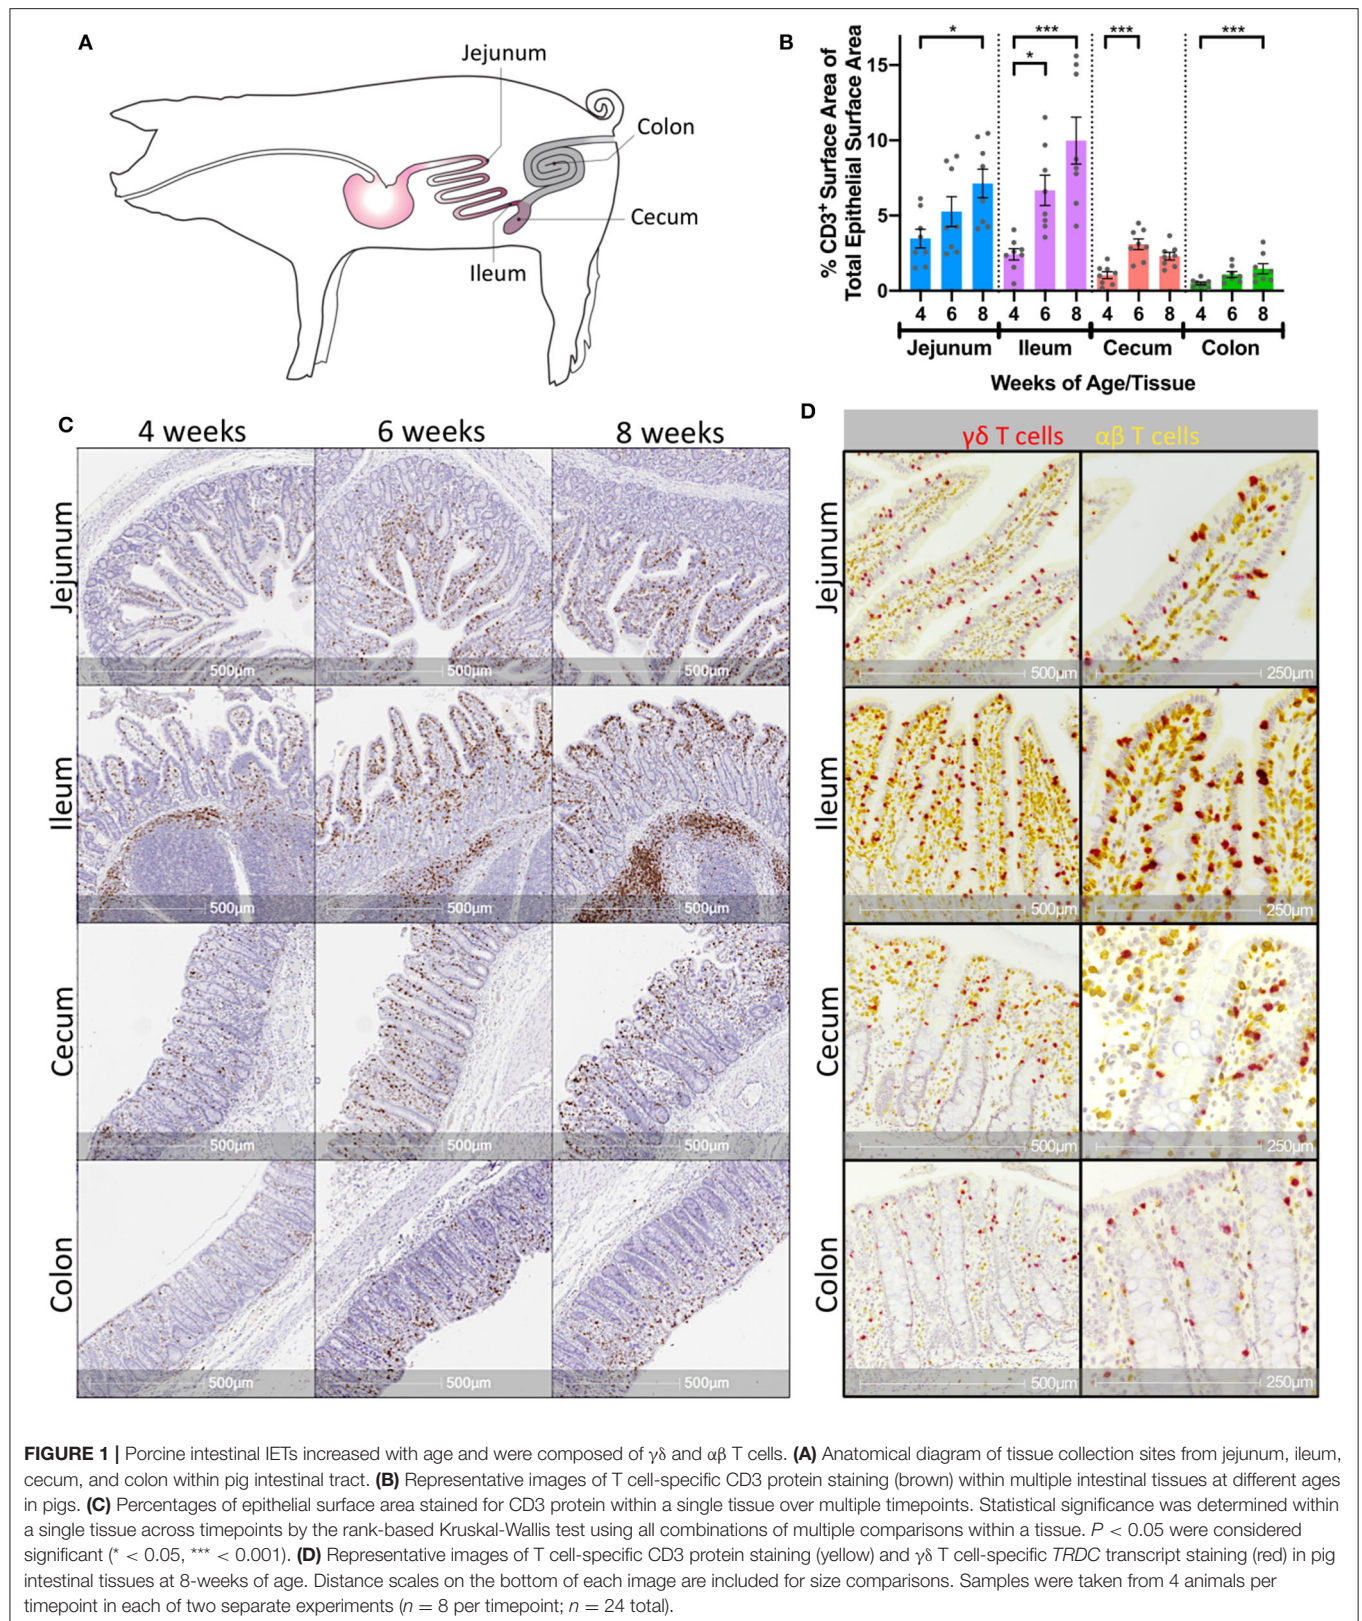 A
Jejunum
Colon
Cecum
Ileum
B
% CD3⁺ Surface Area of
Total Epithelial Surface Area
15
10
5
0
* *** *** ***
*
4 6 8 4 6 8 4 6 8 4 6 8
Jejunum Ileum Cecum Colon
Weeks of Age/Tissue
C
4 weeks 6 weeks 8 weeks
Jejunum
500µm 500µm 500µm
Ileum
500µm 500µm 500µm
Cecum
500µm 500µm 500µm
Colon
500µm 500µm 500µm
D
γδ T cells αβ T cells
Jejunum
500µm 250µm
Ileum
500µm 250µm
Cecum
500µm 250µm
Colon
500µm 250µm
FIGURE 1 | Porcine intestinal IETs increased with age and were composed of γδ and αβ T cells. (A) Anatomical diagram of tissue collection sites from jejunum, ileum,
cecum, and colon within pig intestinal tract. (B) Representative images of T cell-specific CD3 protein staining (brown) within multiple intestinal tissues at different ages
in pigs. (C) Percentages of epithelial surface area stained for CD3 protein within a single tissue over multiple timepoints. Statistical significance was determined within
a single tissue across timepoints by the rank-based Kruskal-Wallis test using all combinations of multiple comparisons within a tissue. P < 0.05 were considered
significant (* < 0.05, *** < 0.001). (D) Representative images of T cell-specific CD3 protein staining (yellow) and γδ T cell-specific TRDC transcript staining (red) in pig
intestinal tissues at 8-weeks of age. Distance scales on the bottom of each image are included for size comparisons. Samples were taken from 4 animals per
timepoint in each of two separate experiments (n = 8 per timepoint; n = 24 total).